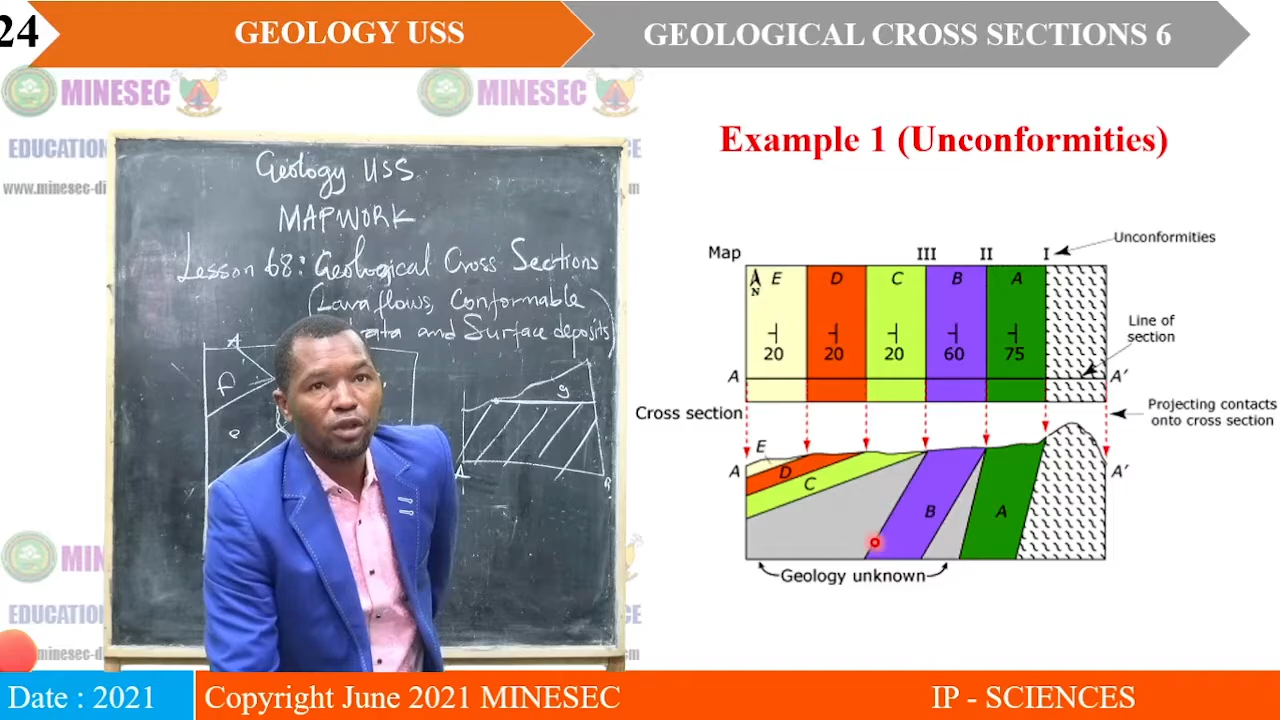 24
GEOLOGY USS
GEOLOGICAL CROSS SECTIONS 6
MINESEC
MINESEC
EDUCATION
www.minesec-di
Geology USS
MAPWORK
Lesson 68: Geological Cross Sections
(Lava flows, Conformable
and Surface deposits)
A
f
e
g
A
B
MIN
EDUCATION
minesec-d
Example 1 (Unconformities)
Map
III
II
I
Unconformities
N
E
D
C
B
A
20
20
20
60
75
Line of
section
A
A'
Cross section
Projecting contacts
onto cross section
E
D
C
B
A
A
A'
Geology unknown
Date : 2021
Copyright June 2021 MINESEC
IP - SCIENCES